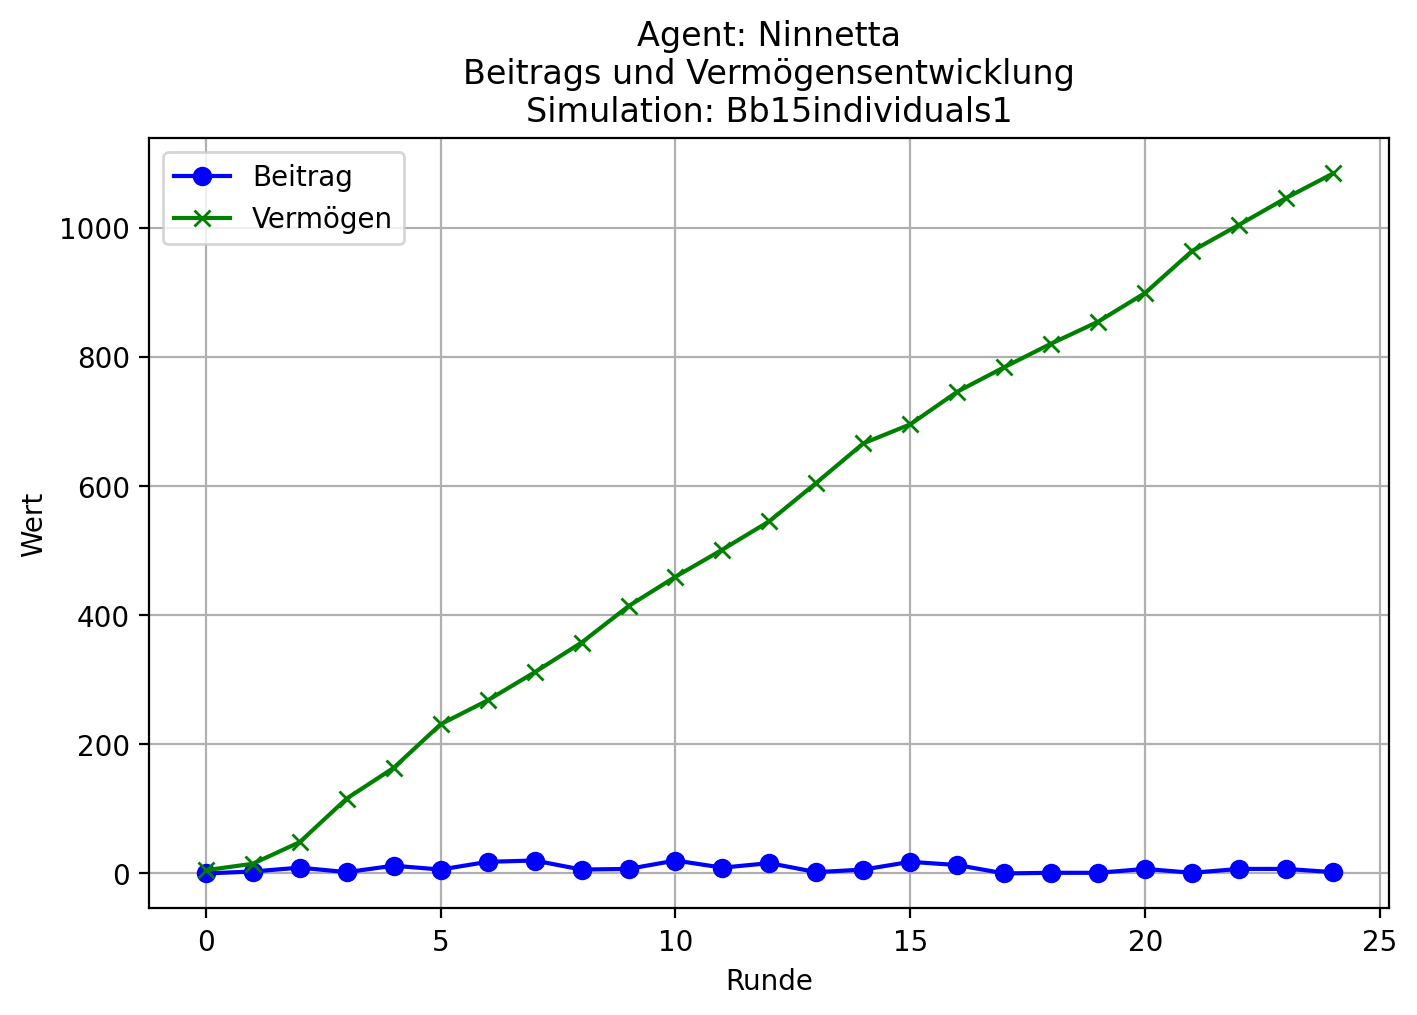 Agent: Ninnetta
Beitrags und Vermögensentwicklung
Simulation: Bb15individuals1
Beitrag
Vermögen
1000
800
600
400
200
0
Wert
0 5 10 15 20 25
Runde